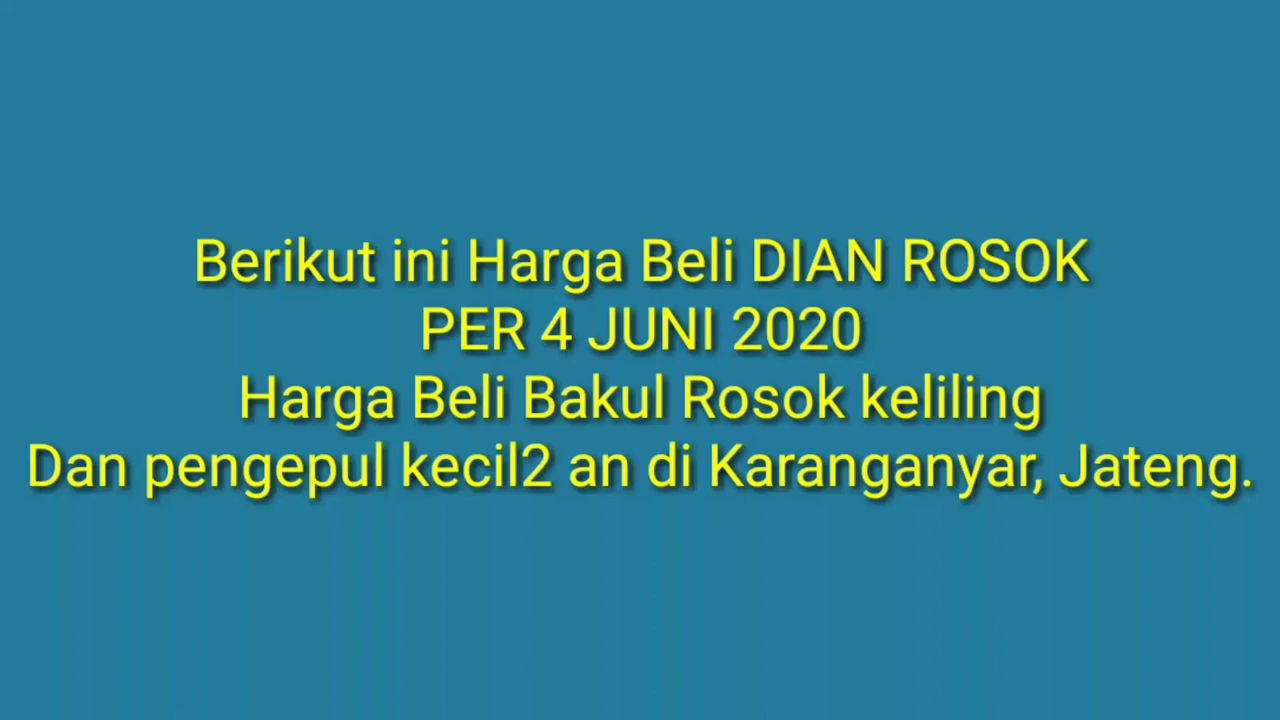 Berikut ini Harga Beli DIAN ROSOK
PER 4 JUNI 2020
Harga Beli Bakul Rosok keliling
Dan pengepul kecil2 an di Karanganyar, Jateng.